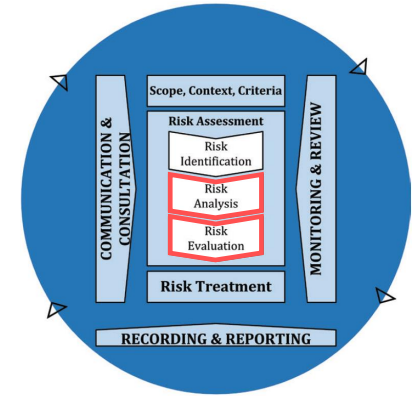 Scope, Context, Criteria
Risk Assessment
Risk
Identification
Risk
Analysis
Risk
Evaluation
Risk Treatment
COMMUNICATION &
CONSULTATION
MONITORING & REVIEW
RECORDING & REPORTING